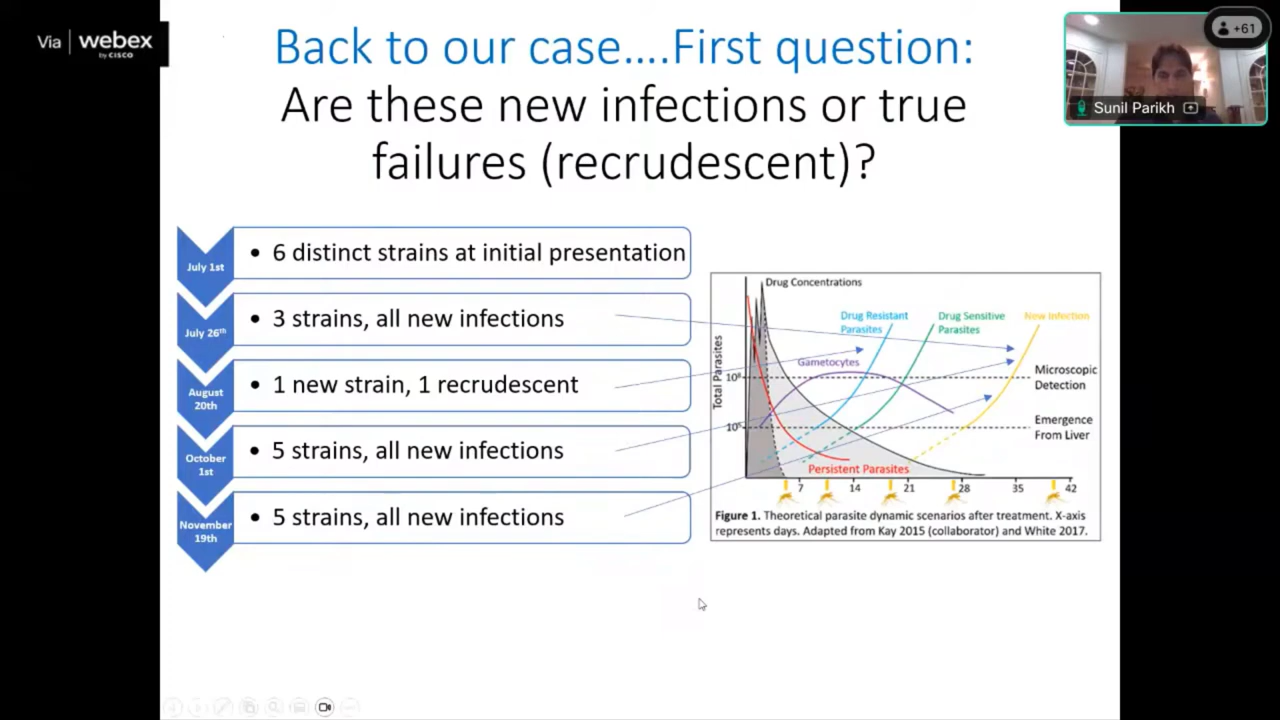 Via webex
by CISCO
+61
Sunil Parikh
Back to our case....First question:
Are these new infections or true
failures (recrudescent)?
July 1st
• 6 distinct strains at initial presentation
July 26th
• 3 strains, all new infections
August
20th
• 1 new strain, 1 recrudescent
October
1st
• 5 strains, all new infections
November
19th
• 5 strains, all new infections
Drug Concentrations
Drug Resistant
Parasites
Drug Sensitive
Parasites
New Infection
Gametocytes
Total Parasites
10⁸
Microscopic
Detection
10⁵
Emergence
From Liver
Persistent Parasites
7 14 21 28 35 42
Figure 1. Theoretical parasite dynamic scenarios after treatment. X-axis
represents days. Adapted from Kay 2015 (collaborator) and White 2017.